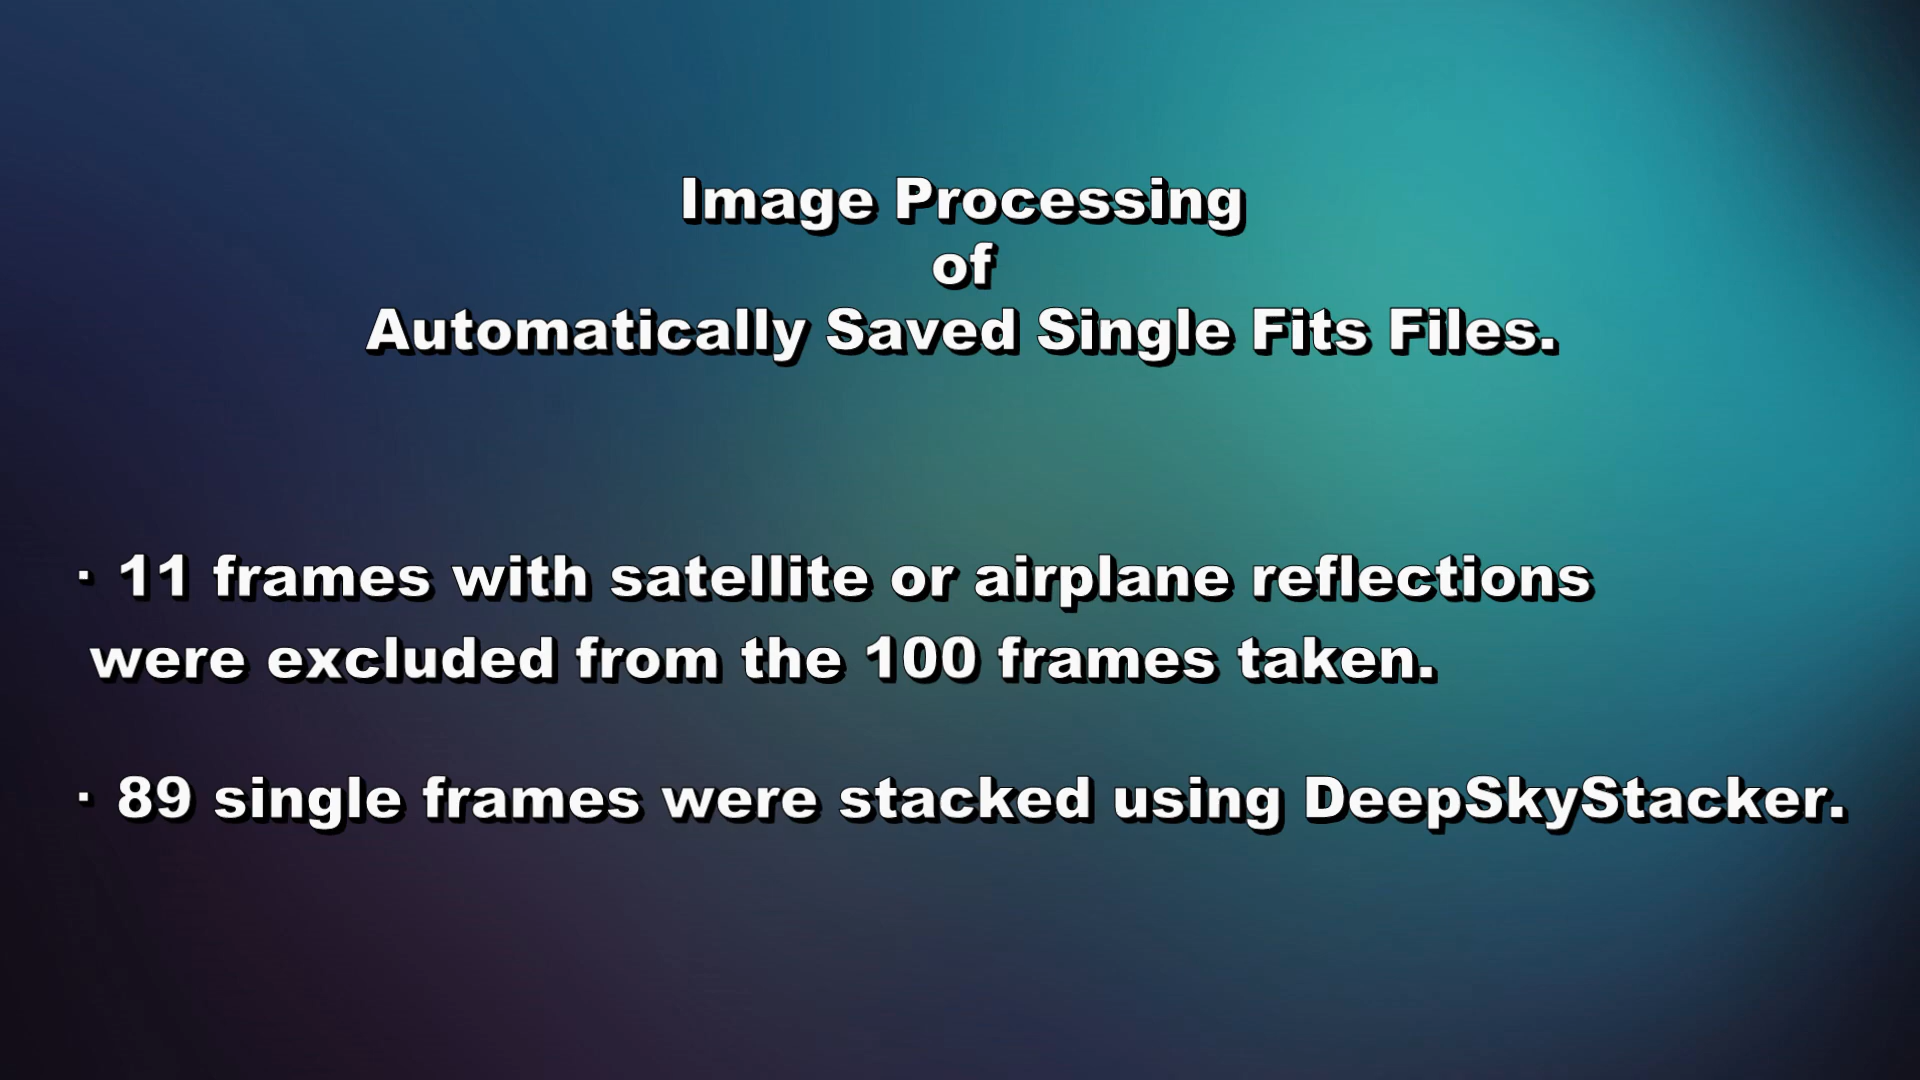 Image Processing
of
Automatically Saved Single Fits Files.
· 11 frames with satellite or airplane reflections
were excluded from the 100 frames taken.
· 89 single frames were stacked using DeepSkyStacker.